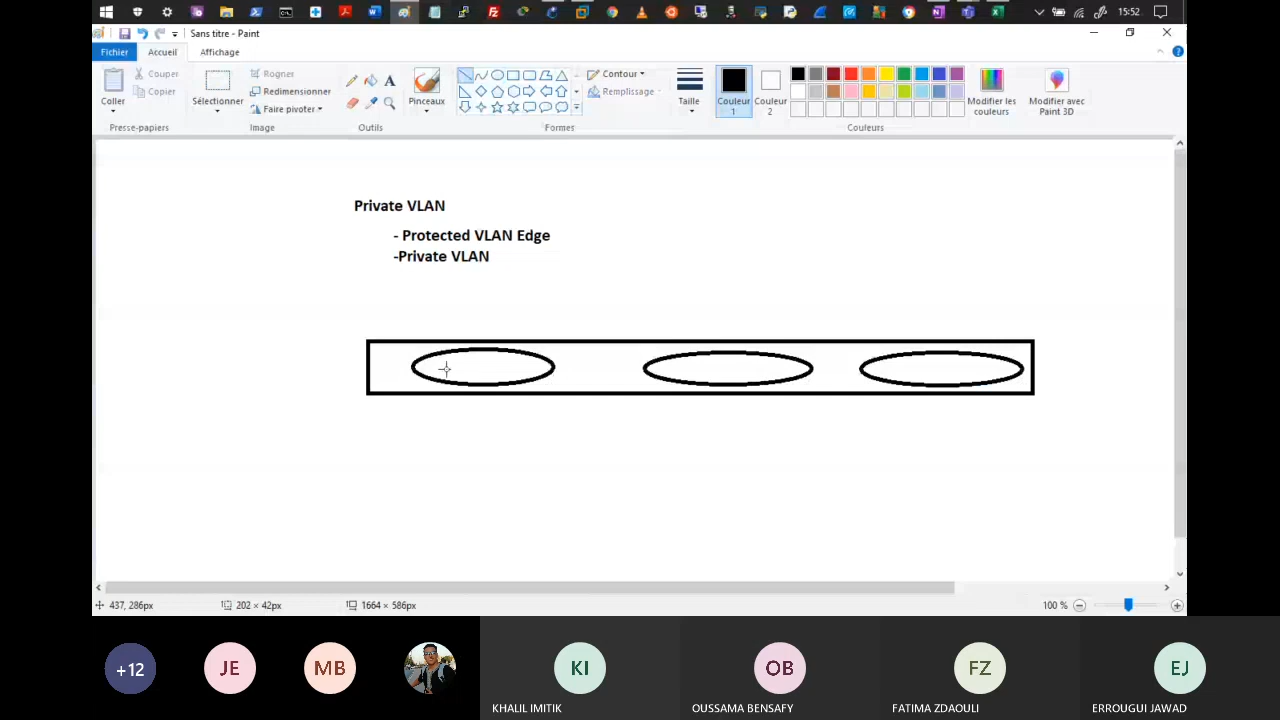 15:52
Sans titre - Paint
Fichier
Accueil
Affichage
Coller
Couper
Copier
Presse-papiers
Sélectionner
Rogner
Redimensionner
Faire pivoter
Image
A
Outils
Pinceaux
Contour
Remplissage
Formes
Taille
Couleur 1
Couleur 2
Modifier les couleurs
Couleurs
Modifier avec Paint 3D
Private VLAN
- Protected VLAN Edge
-Private VLAN
437, 286px
202 × 42px
1664 × 586px
100 %
+12
JE
MB
KI
OB
FZ
EJ
KHALIL IMITIK
OUSSAMA BENSAFY
FATIMA ZDAOULI
ERROUGUI JAWAD